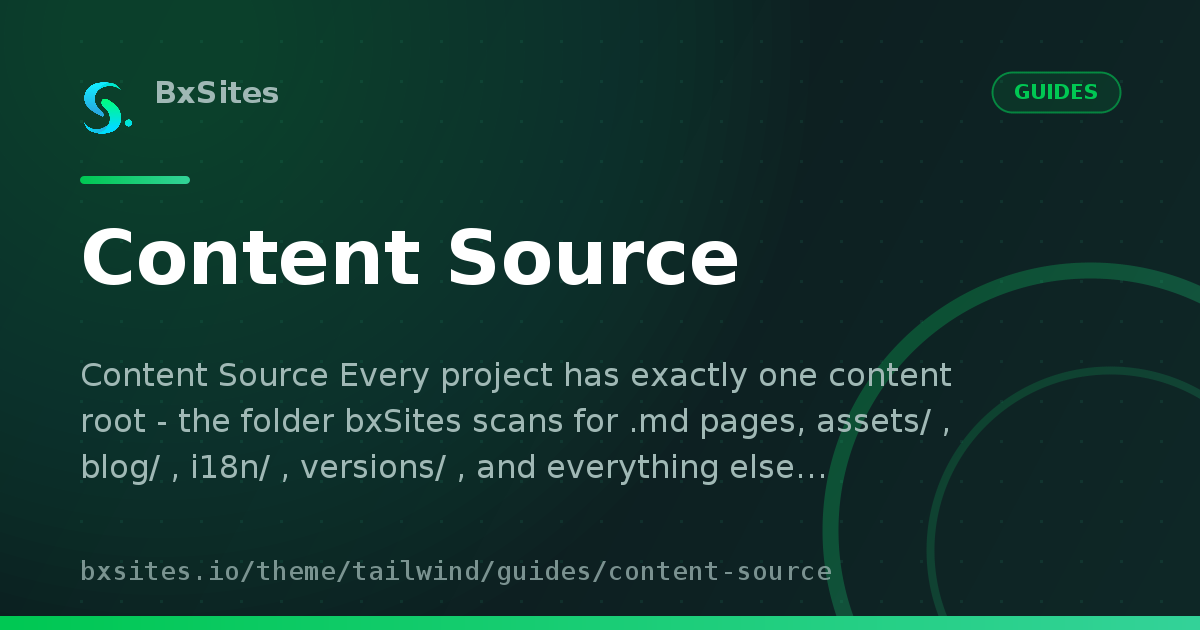 BxSites
GUIDES
Content Source
Content Source Every project has exactly one content
root - the folder bxSites scans for .md pages, assets/ ,
blog/ , i18n/ , versions/ , and everything else…
bxsites.io/theme/tailwind/guides/content-source